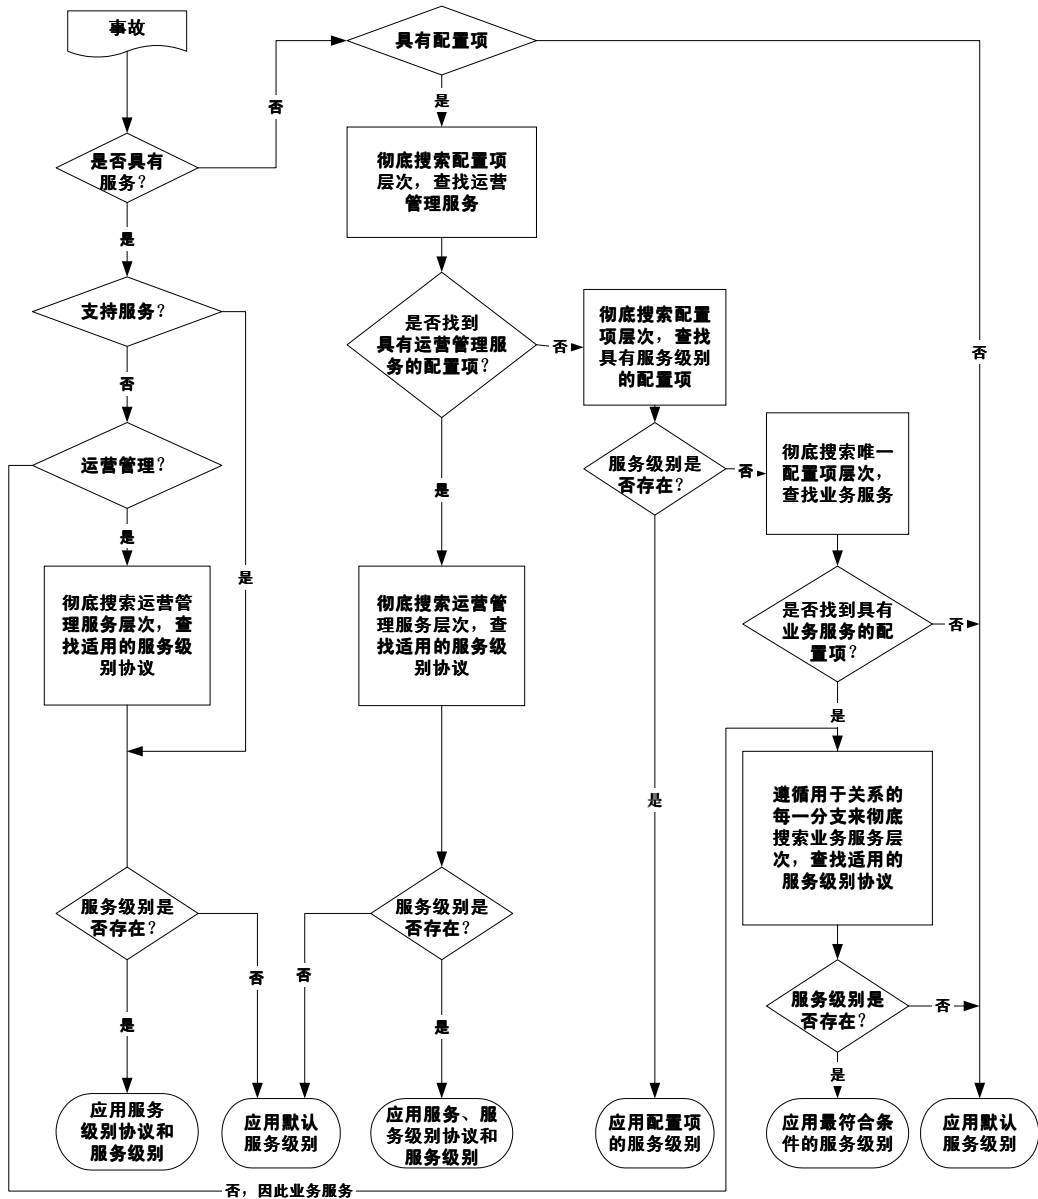 事故
具有配置项
否
是
是否具有
服务？
彻底搜索配置项
层次，查找运营
管理服务
是
支持服务？
是否找到
具有运营管理服
务的配置项？
否
彻底搜索配置
项层次，查找
具有服务级别
的配置项
否
否
运营管理？
服务级别是
否存在？
否
彻底搜索唯一
配置项层次，
查找业务服务
是
是
是
彻底搜索运营管
理服务层次，查
找适用的服务级
别协议
彻底搜索运营管
理服务层次，查
找适用的服务级
别协议
是否找到具有
业务服务的配
置项？
否
是
是
遵循用于关系的
每一分支来彻底
搜索业务服务层
次，查找适用的
服务级别协议
服务级别是
否存在？
服务级别是
否存在？
否
否
服务级别是
否存在？
否
是
是
是
应用服务
级别协议和
服务级别
应用默认
服务级别
应用服务、服
务级别协议和
服务级别
应用配置项
的服务级别
应用最符合条
件的服务级别
应用默认
服务级别
否，因此业务服务